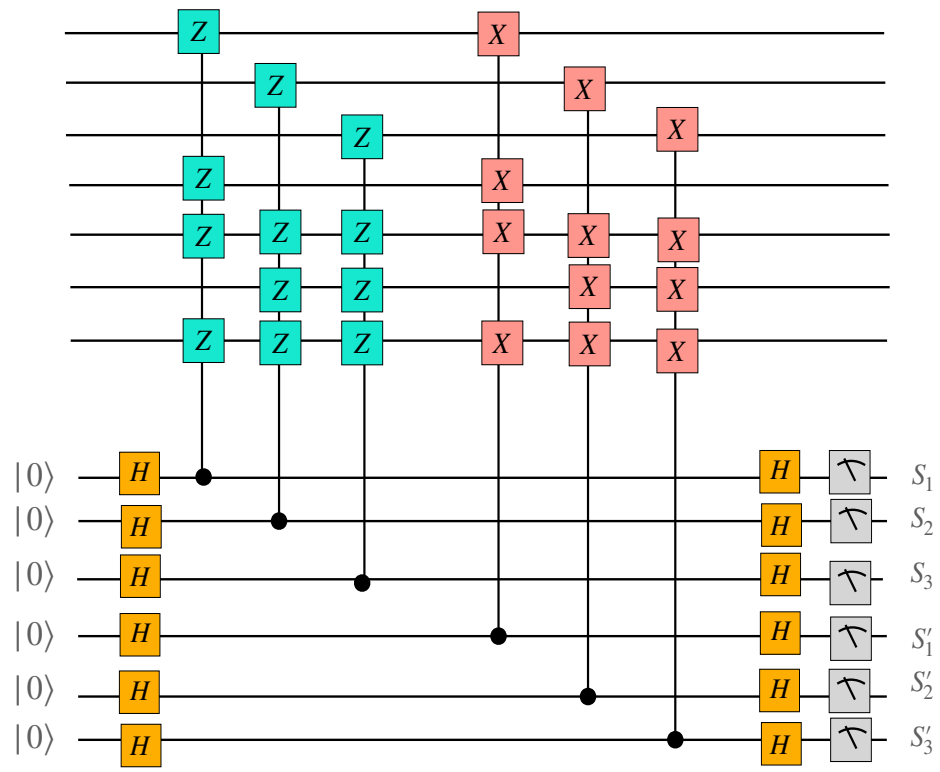 Z X
Z X
Z X
Z X
Z Z Z X X X
Z Z X X
Z Z Z X X X
|0⟩ H H S₁
|0⟩ H H S₂
|0⟩ H H S₃
|0⟩ H H S′₁
|0⟩ H H S′₂
|0⟩ H H S′₃